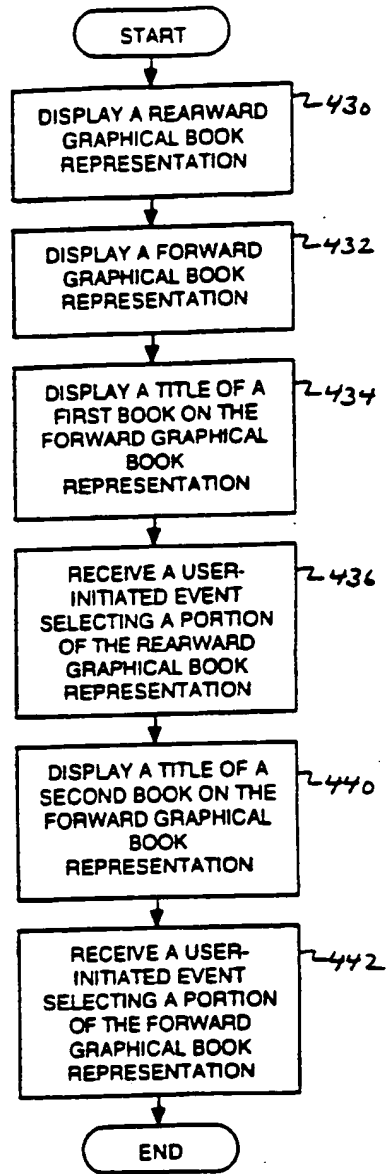 START
DISPLAY A REARWARD
GRAPHICAL BOOK
REPRESENTATION
430
DISPLAY A FORWARD
GRAPHICAL BOOK
REPRESENTATION
432
DISPLAY A TITLE OF A
FIRST BOOK ON THE
FORWARD GRAPHICAL
BOOK
REPRESENTATION
434
RECEIVE A USER-
INITIATED EVENT
SELECTING A PORTION
OF THE REARWARD
GRAPHICAL BOOK
REPRESENTATION
436
DISPLAY A TITLE OF A
SECOND BOOK ON THE
FORWARD GRAPHICAL
BOOK
REPRESENTATION
440
RECEIVE A USER-
INITIATED EVENT
SELECTING A PORTION
OF THE FORWARD
GRAPHICAL BOOK
REPRESENTATION
442
END